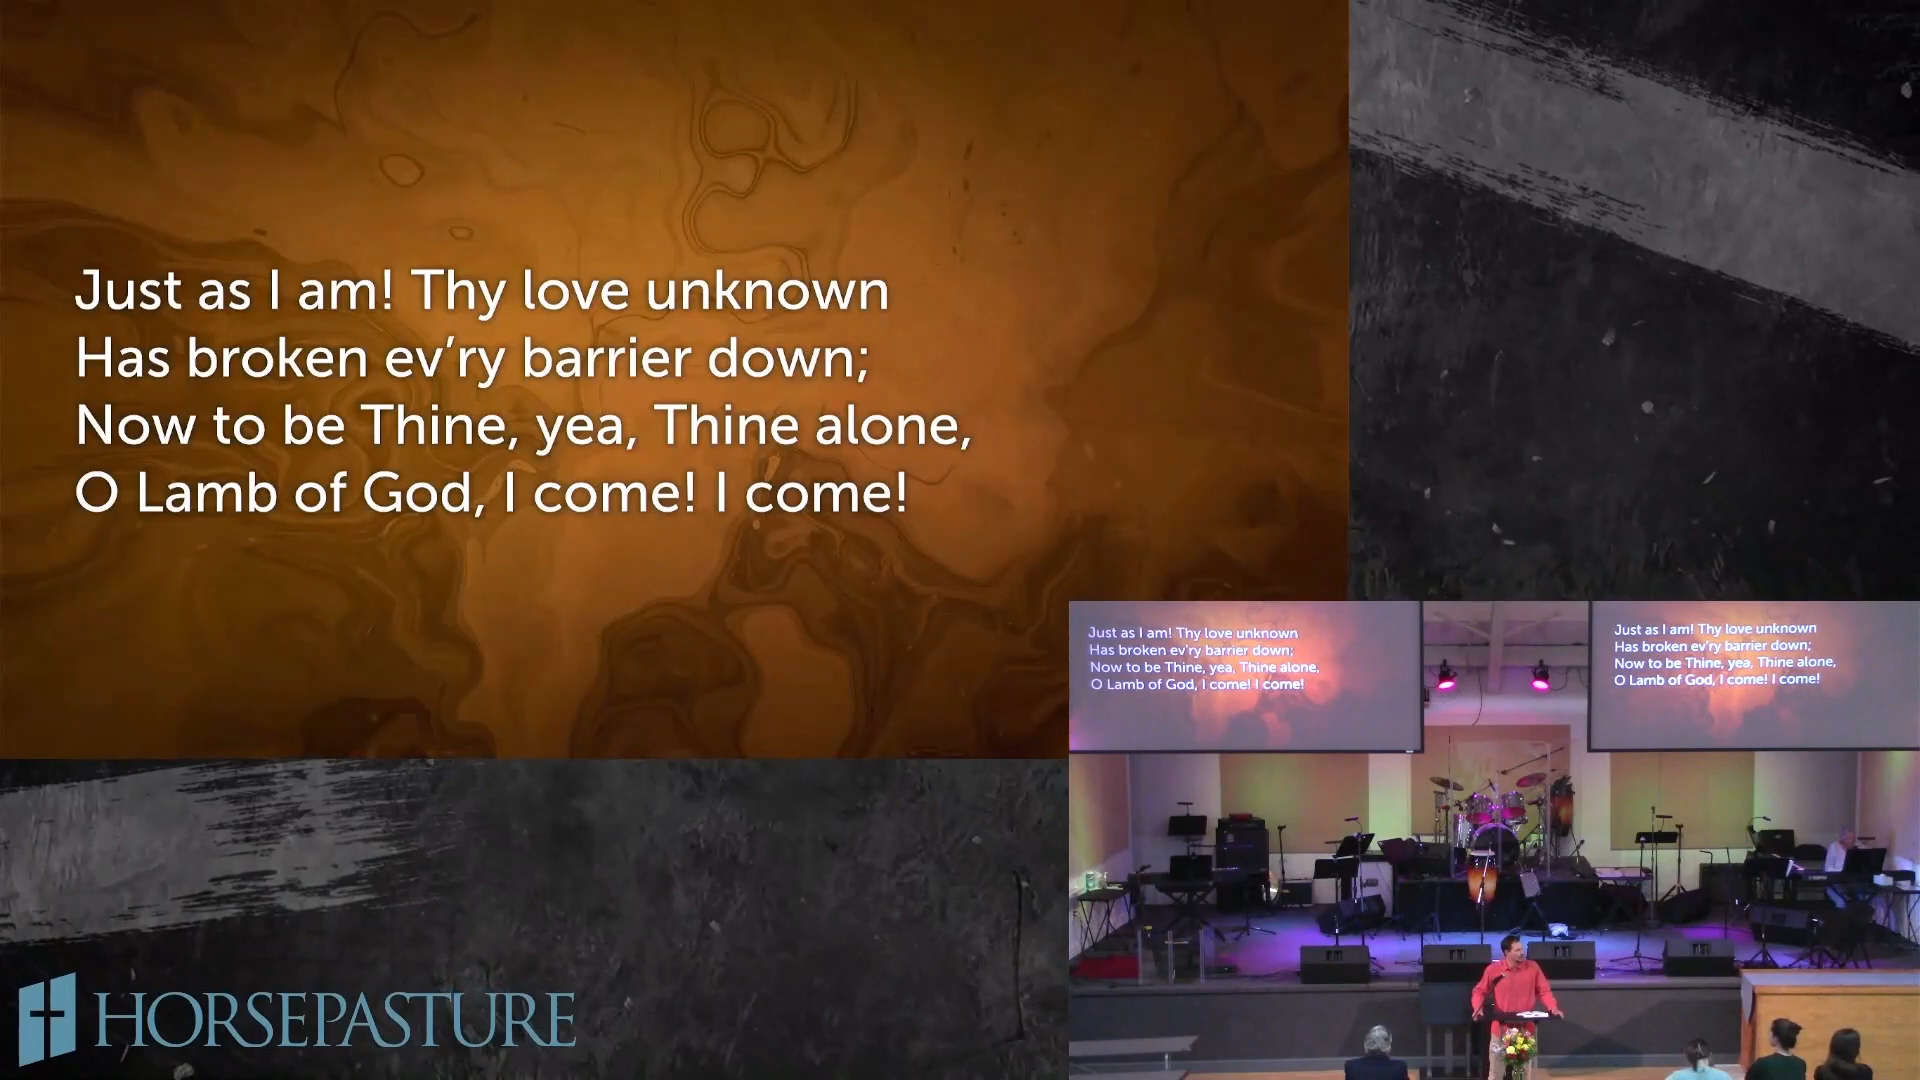 Just as I am! Thy love unknown
Has broken ev'ry barrier down;
Now to be Thine, yea, Thine alone,
O Lamb of God, I come! I come!
Just as I am! Thy love unknown
Has broken ev'ry barrier down;
Now to be Thine, yea, Thine alone,
O Lamb of God, I come! I come!
Just as I am! Thy love unknown
Has broken ev'ry barrier down;
Now to be Thine, yea, Thine alone,
O Lamb of God, I come! I come!
HORSEPASTURE